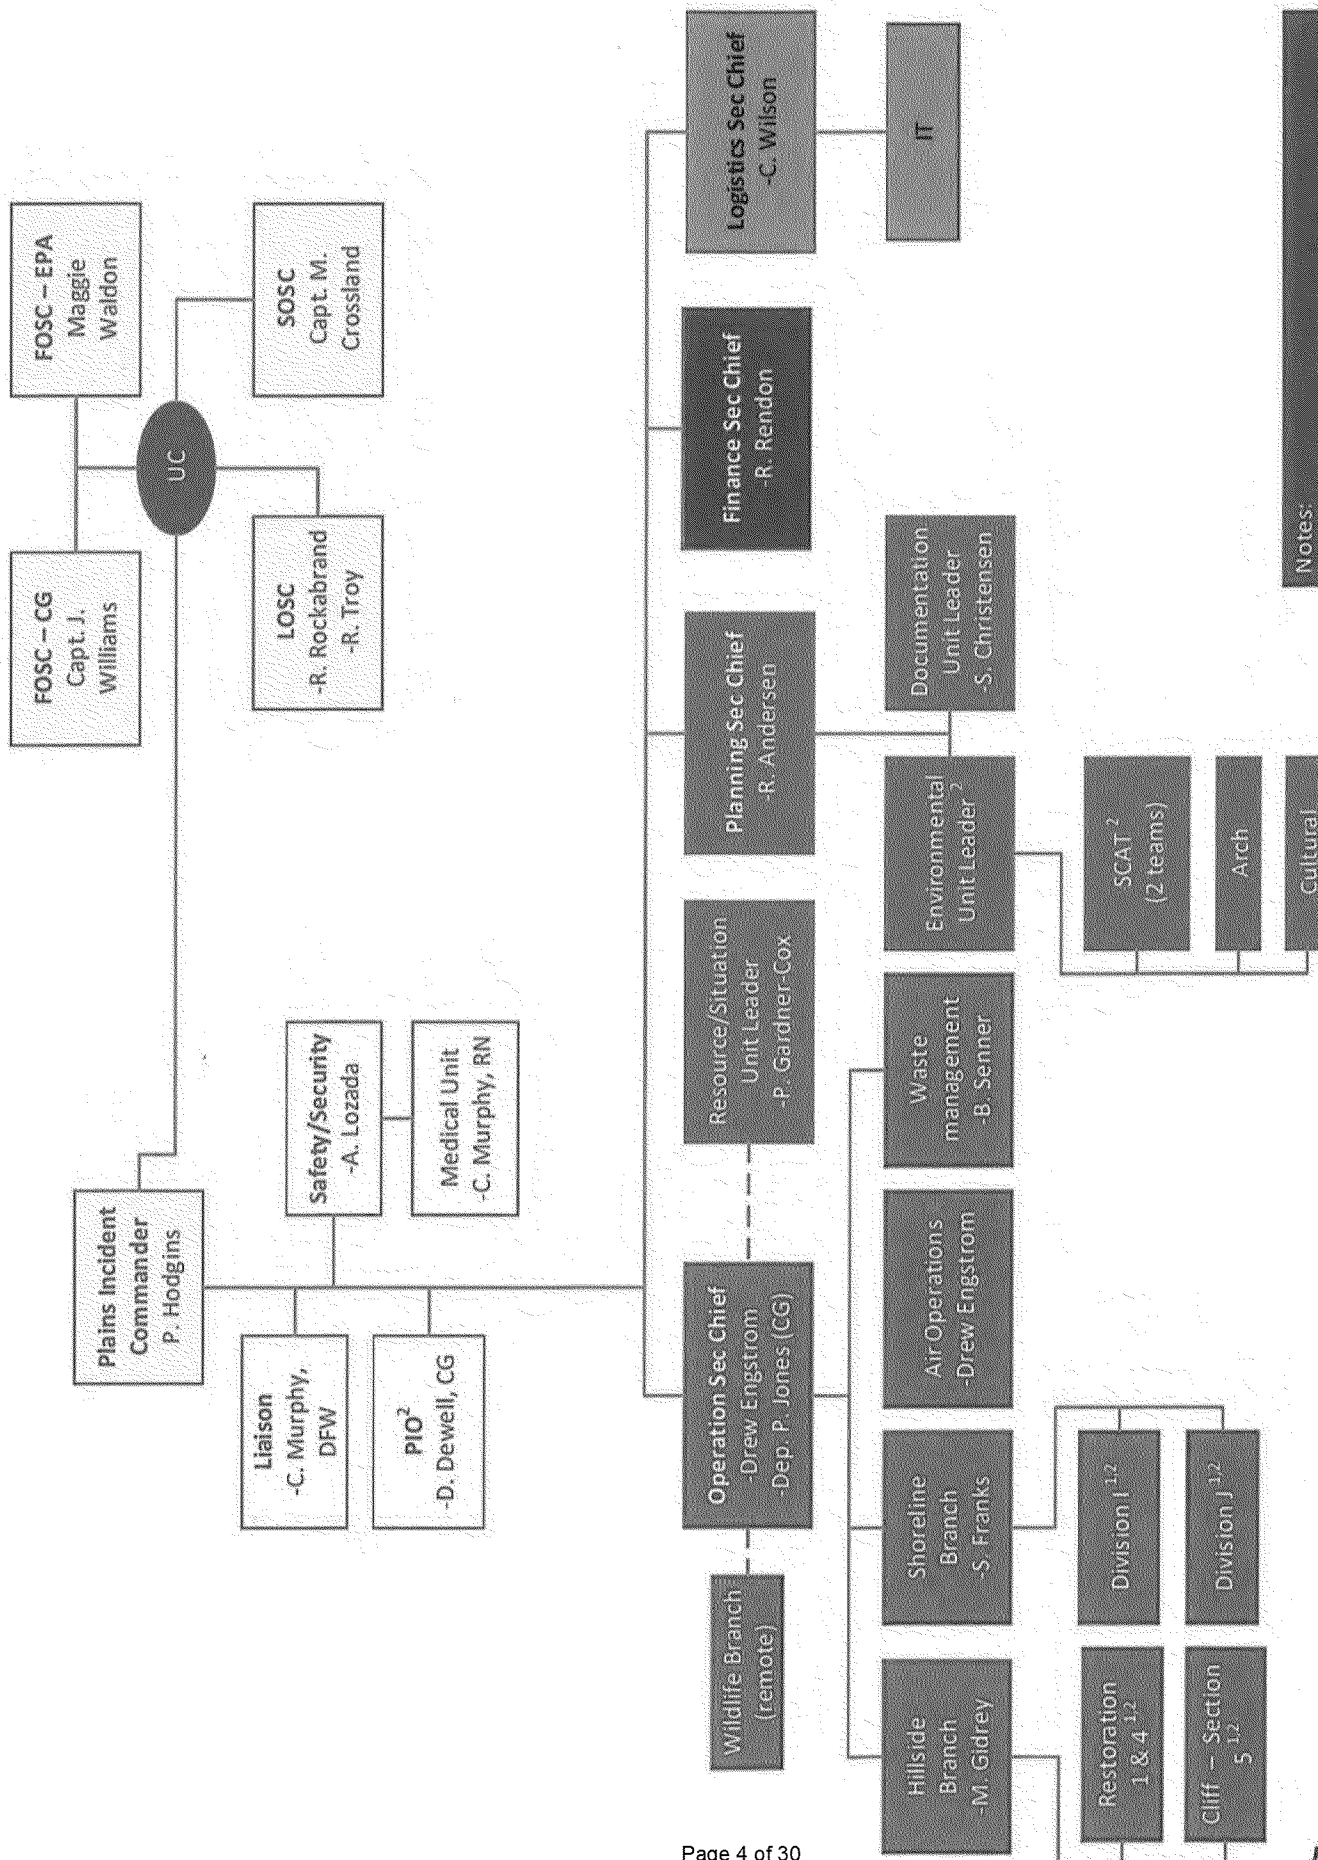 FOSC – CG
Capt. J.
Williams
FOSC – EPA
Maggie
Waldon
UC
LOSC
-R. Rockabrand
-R. Troy
SOSC
Capt. M.
Crossland
Plains Incident
Commander
P. Hodgins
Liaison
-C. Murphy,
DFW
Safety/Security
-A. Lozada
PIO²
-D. Dewell, CG
Medical Unit
-C. Murphy, RN
Wildlife Branch
(remote)
Operation Sec Chief
-Drew Engstrom
-Dep. P. Jones (CG)
Resource/Situation
Unit Leader
-P. Gardner-Cox
Planning Sec Chief
-R. Andersen
Finance Sec Chief
-R. Rendon
Logistics Sec Chief
-C. Wilson
Hillside
Branch
-M. Gidrey
Shoreline
Branch
-S. Franks
Air Operations
-Drew Engstrom
Waste
management
-B. Senner
Environmental
Unit Leader ²
Documentation
Unit Leader
-S. Christensen
IT
Restoration
1 & 4 ¹·²
Division I ¹·²
SCAT ²
(2 teams)
Cliff – Section
5 ¹·²
Division J ¹·²
Arch
Cultural
Notes:
Page 4 of 30